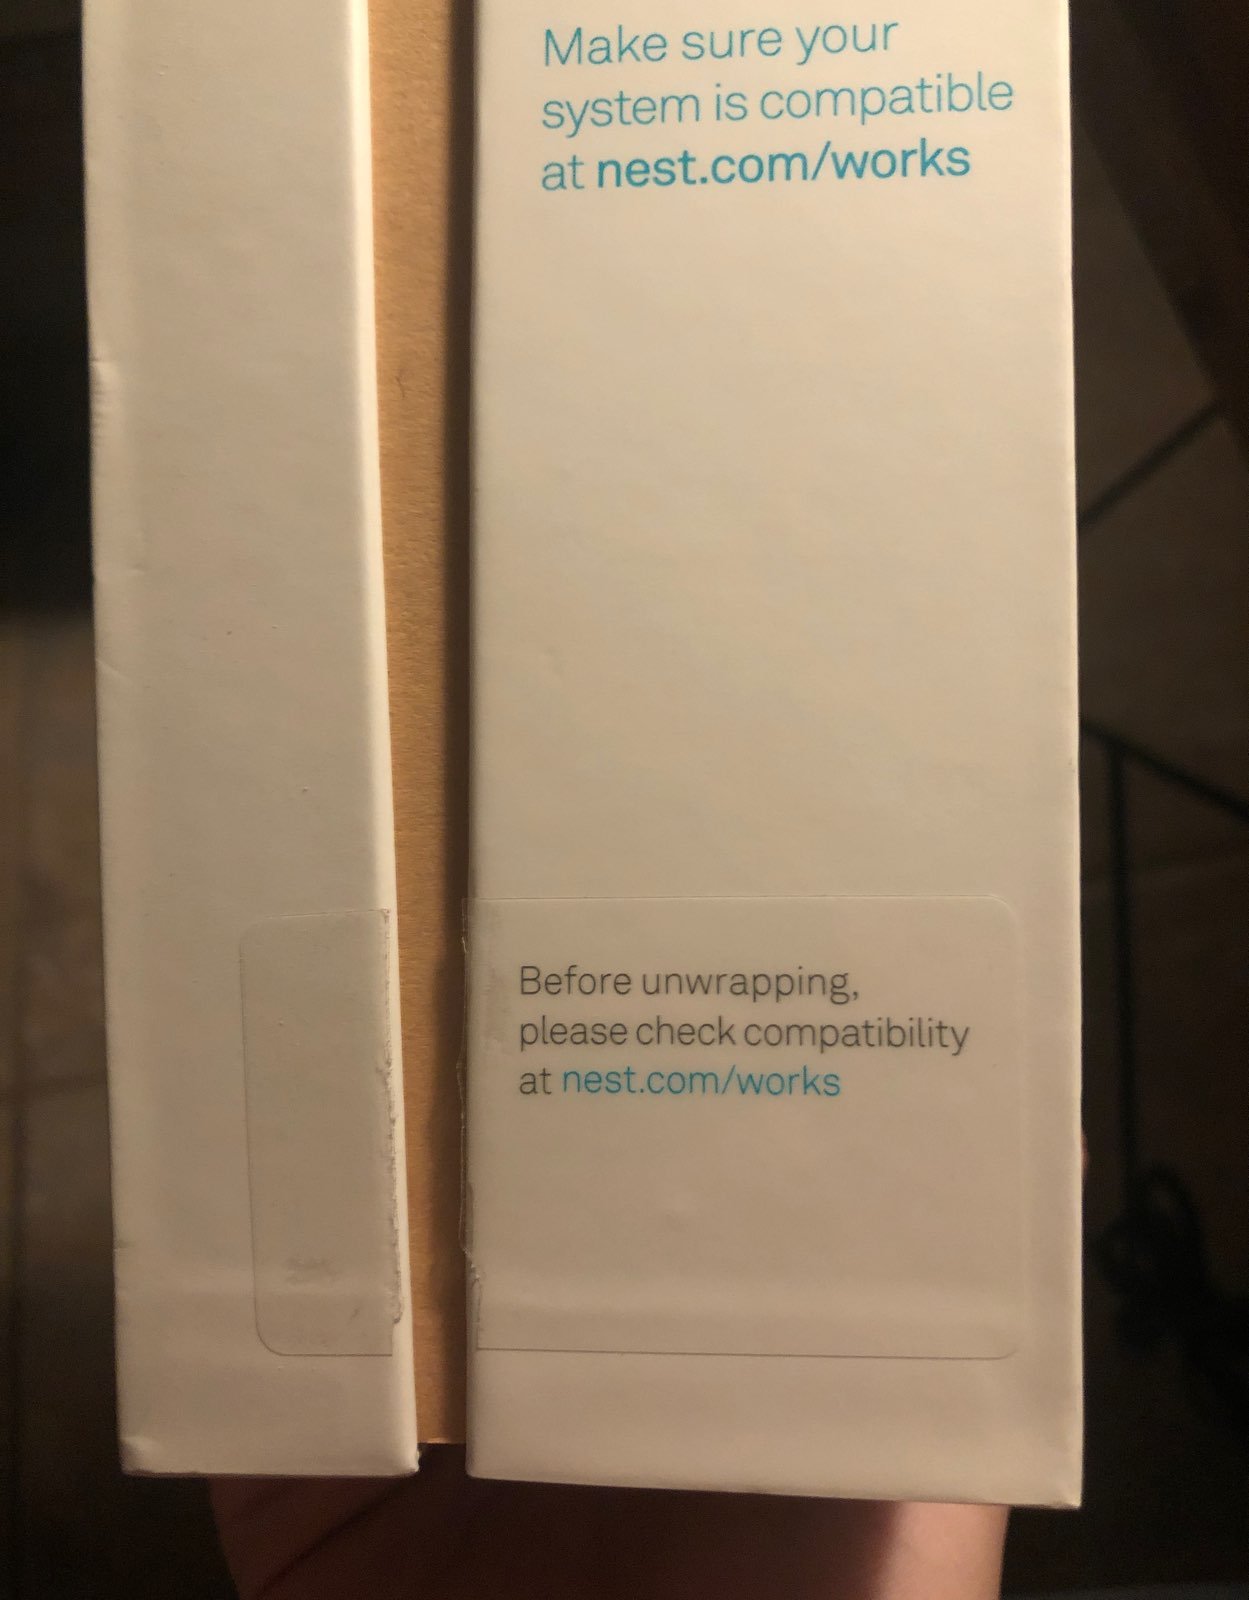 Make sure your
system is compatible
at nest.com/works
Before unwrapping,
please check compatibility
at nest.com/works